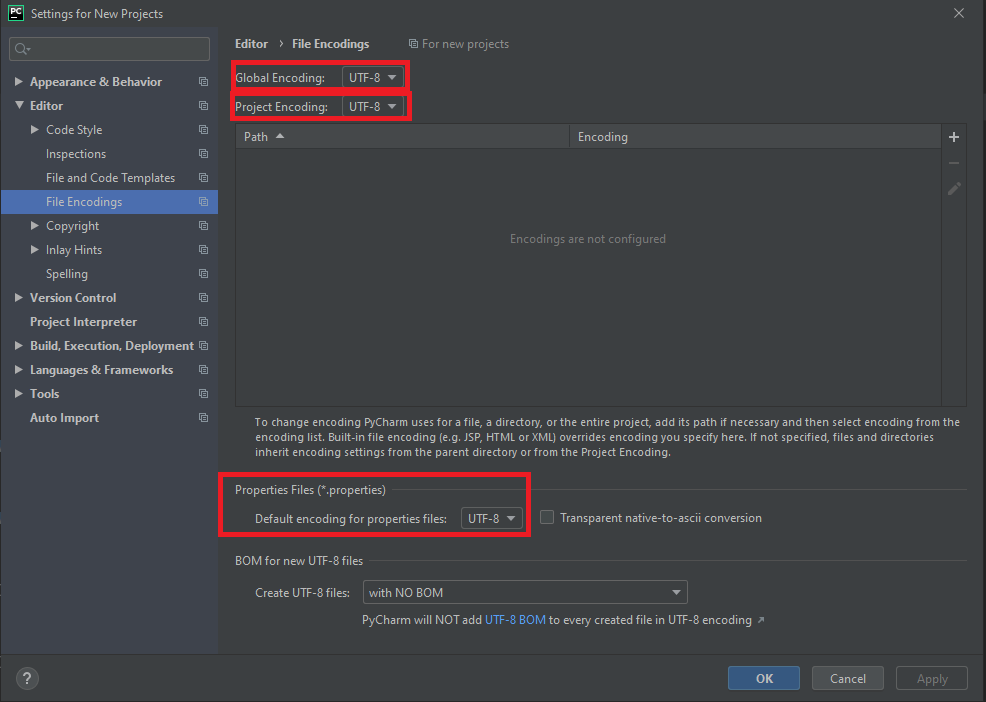 PC Settings for New Projects
Appearance & Behavior
Editor
Code Style
Inspections
File and Code Templates
File Encodings
Copyright
Inlay Hints
Spelling
Version Control
Project Interpreter
Build, Execution, Deployment
Languages & Frameworks
Tools
Auto Import
Editor › File Encodings For new projects
Global Encoding: UTF-8
Project Encoding: UTF-8
Path Encoding
Encodings are not configured
To change encoding PyCharm uses for a file, a directory, or the entire project, add its path if necessary and then select encoding from the
encoding list. Built-in file encoding (e.g. JSP, HTML or XML) overrides encoding you specify here. If not specified, files and directories
inherit encoding settings from the parent directory or from the Project Encoding.
Properties Files (*.properties)
Default encoding for properties files: UTF-8 Transparent native-to-ascii conversion
BOM for new UTF-8 files
Create UTF-8 files: with NO BOM
PyCharm will NOT add UTF-8 BOM to every created file in UTF-8 encoding ↗
? OK Cancel Apply